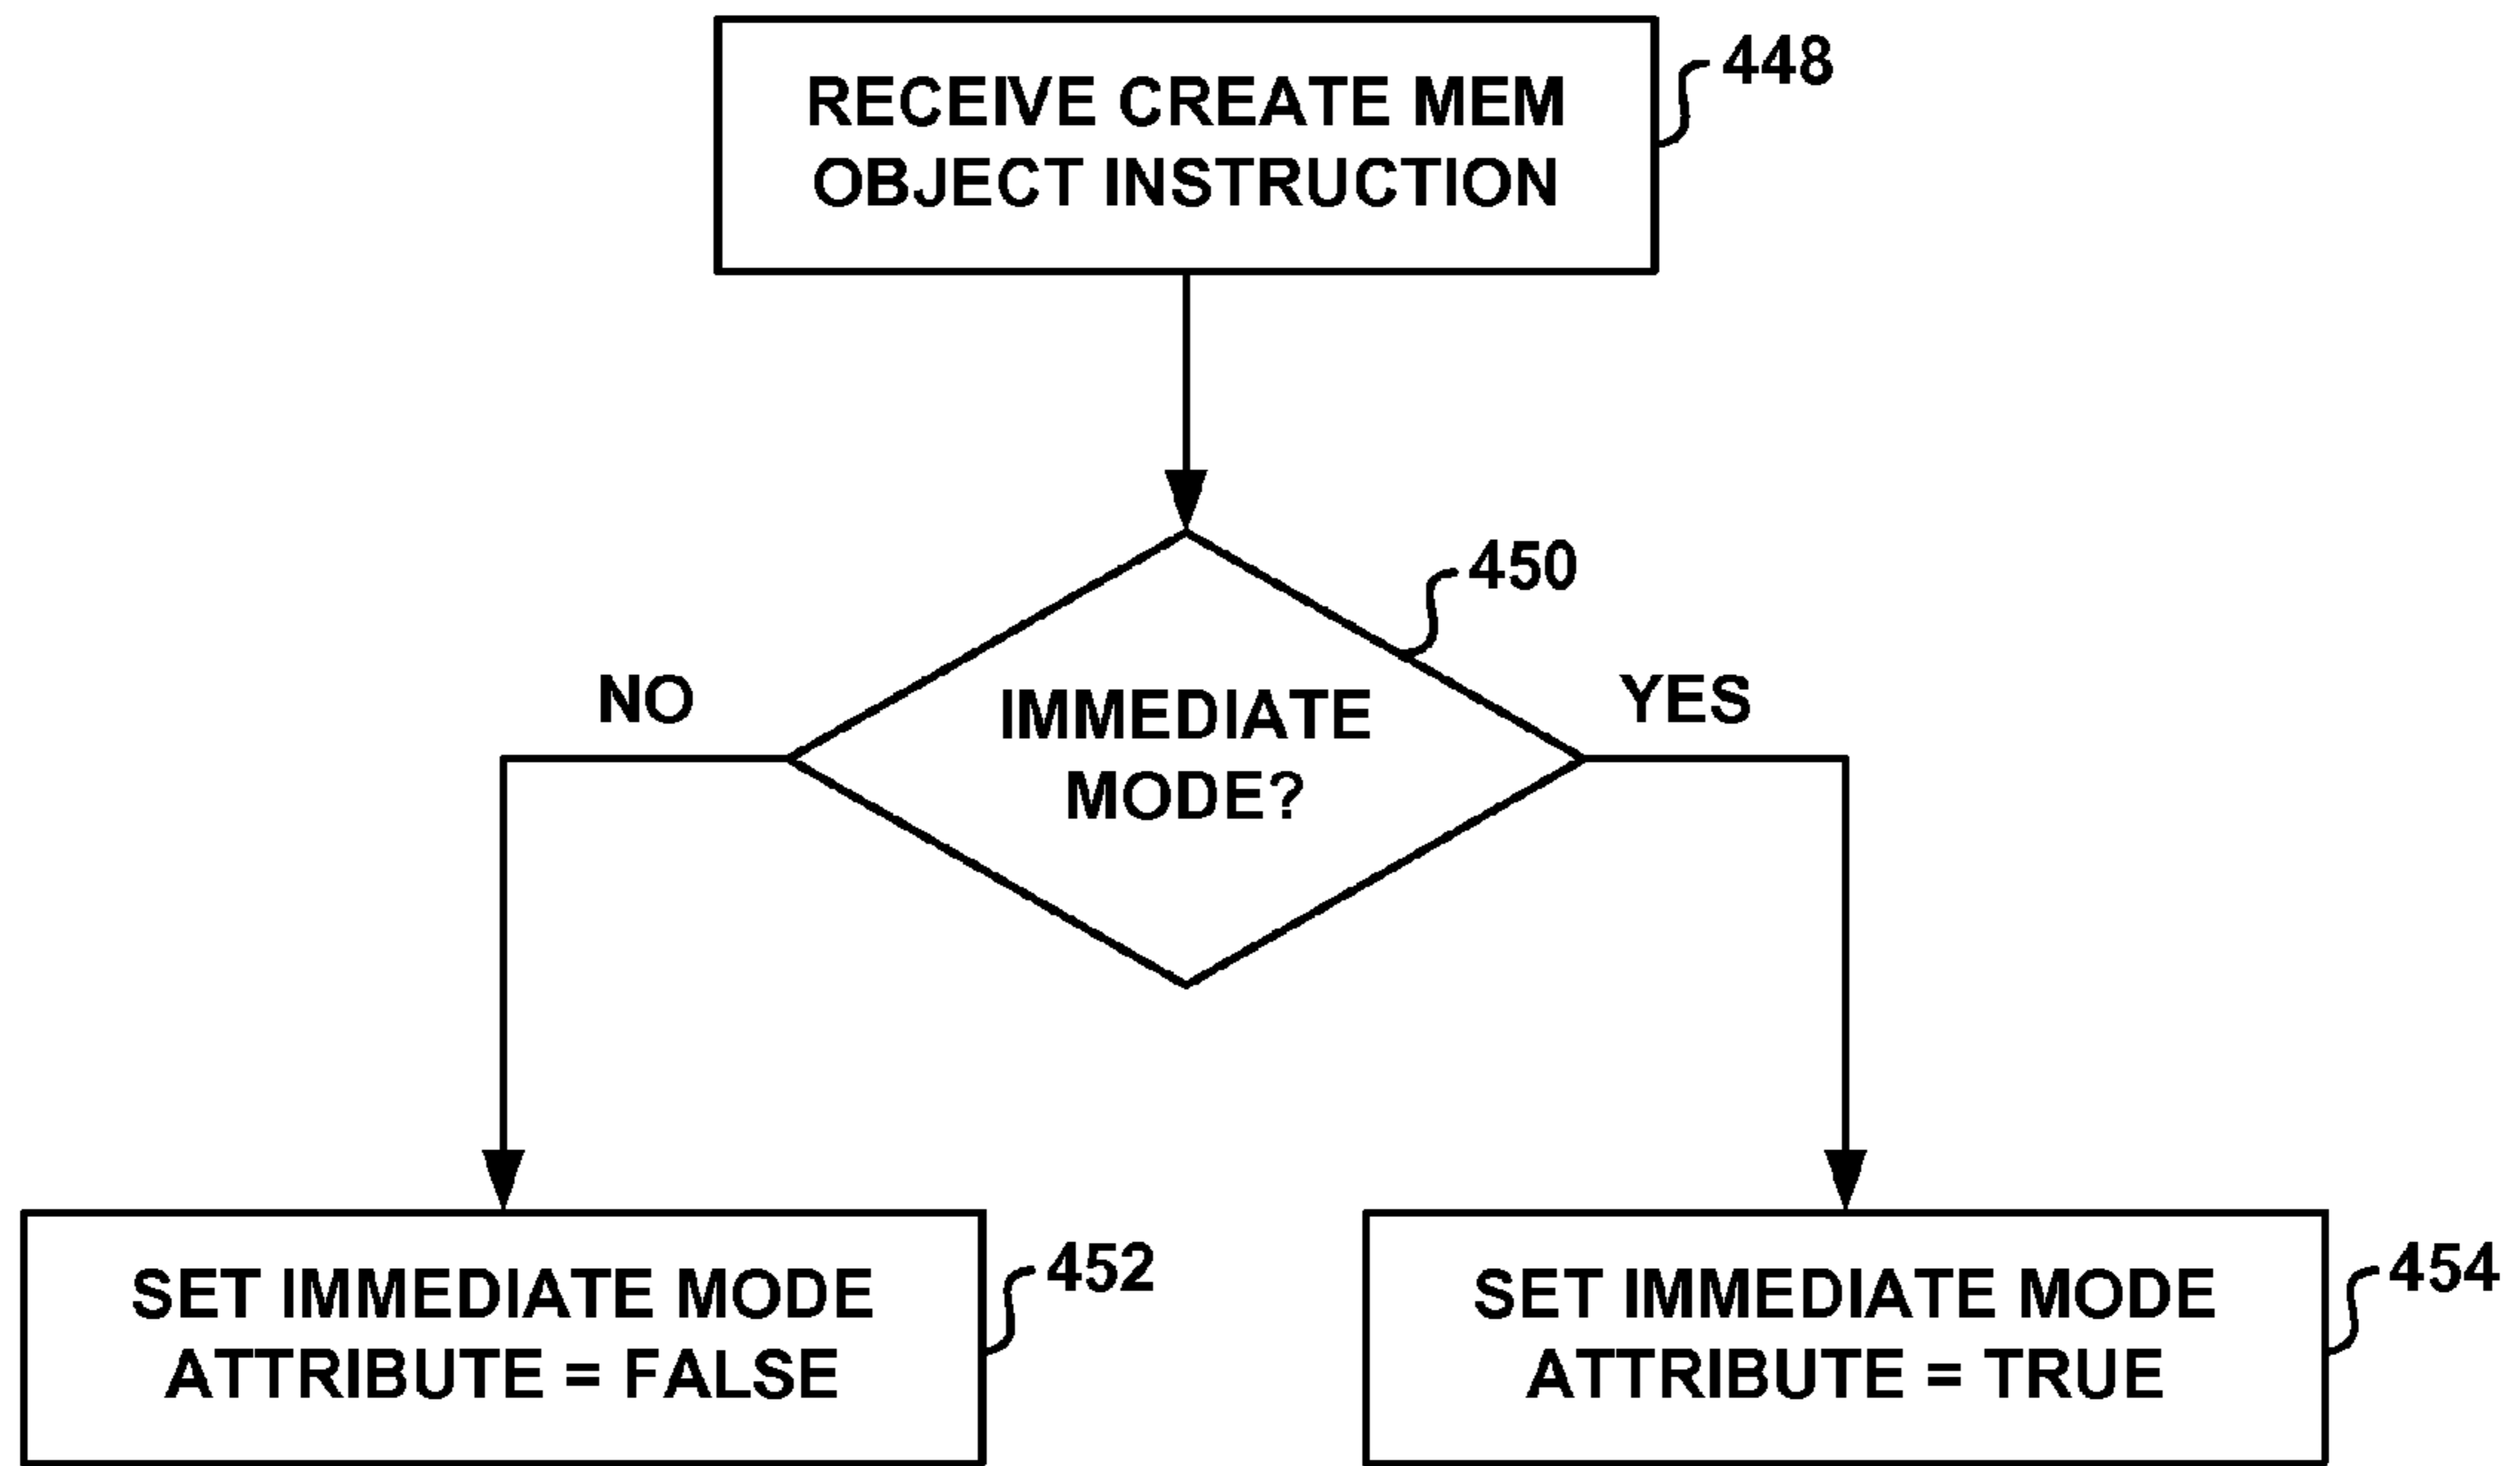 RECEIVE CREATE MEM
OBJECT INSTRUCTION
448
450
IMMEDIATE
MODE?
NO
YES
SET IMMEDIATE MODE
ATTRIBUTE = FALSE
452
SET IMMEDIATE MODE
ATTRIBUTE = TRUE
454